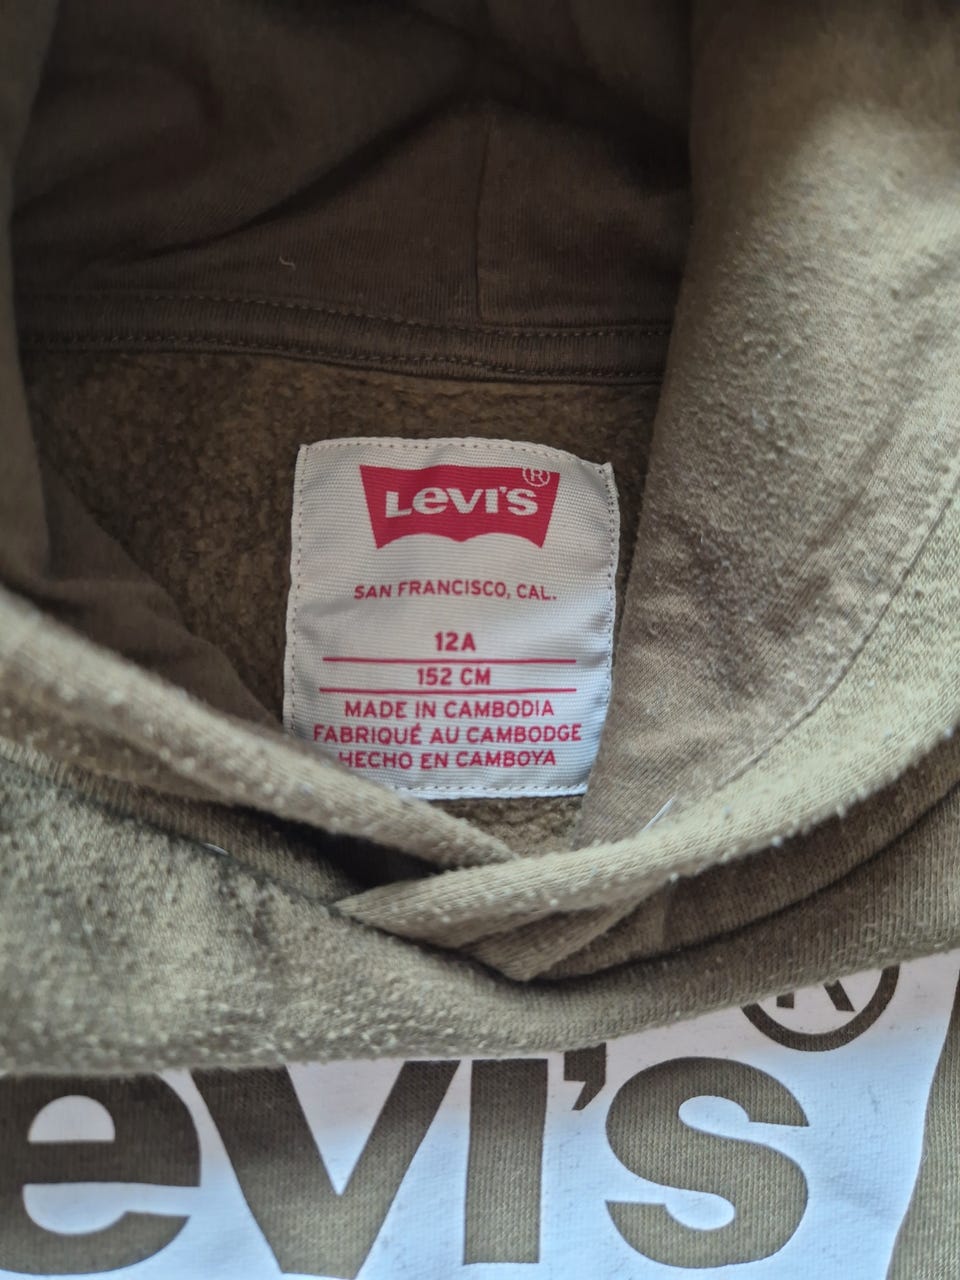 Levi's®
SAN FRANCISCO, CAL.
12A
152 CM
MADE IN CAMBODIA
FABRIQUÉ AU CAMBODGE
HECHO EN CAMBOYA
®
evi's